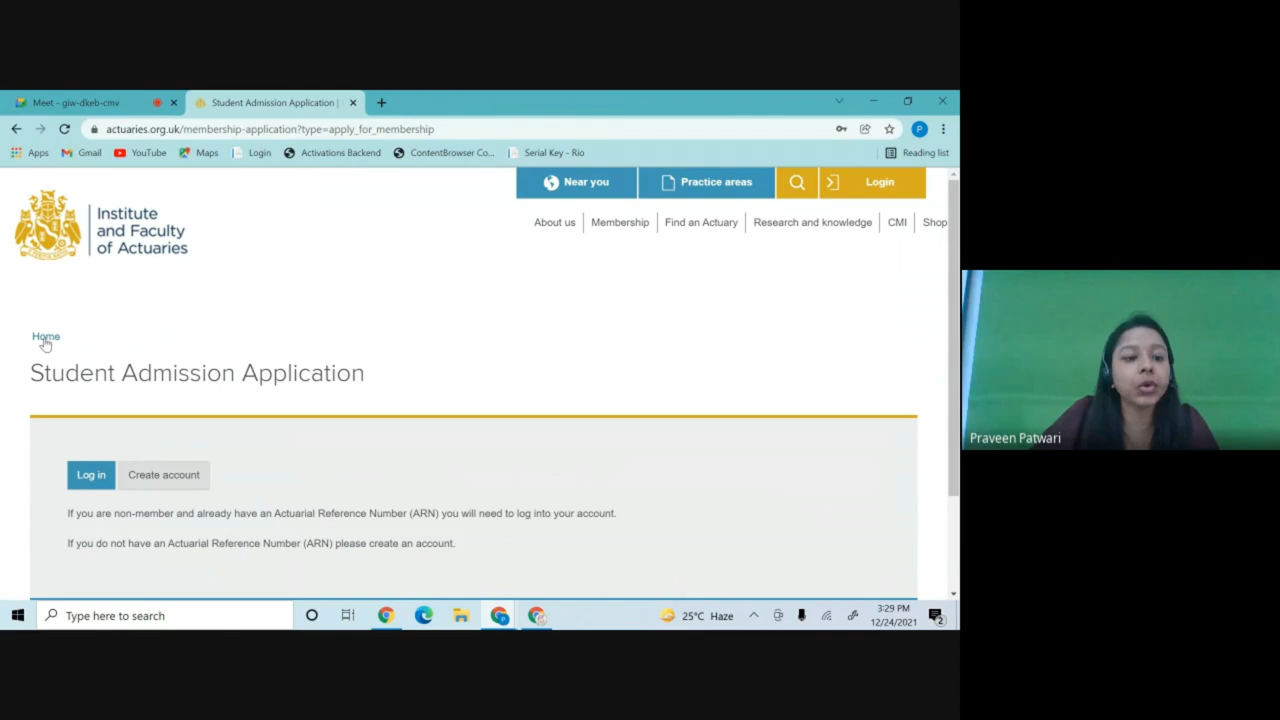 Meet - giw-dkeb-cmv
Student Admission Application |
actuaries.org.uk/membership-application?type=apply_for_membership
P
Apps
Gmail
YouTube
Maps
Login
Activations Backend
ContentBrowser Co...
Serial Key - Rio
Reading list
Near you
Practice areas
Login
Institute
and Faculty
of Actuaries
About us
Membership
Find an Actuary
Research and knowledge
CMI
Shop
Home
Student Admission Application
Log in
Create account
If you are non-member and already have an Actuarial Reference Number (ARN) you will need to log into your account.
If you do not have an Actuarial Reference Number (ARN) please create an account.
Praveen Patwari
Type here to search
25°C Haze
3:29 PM
12/24/2021
2